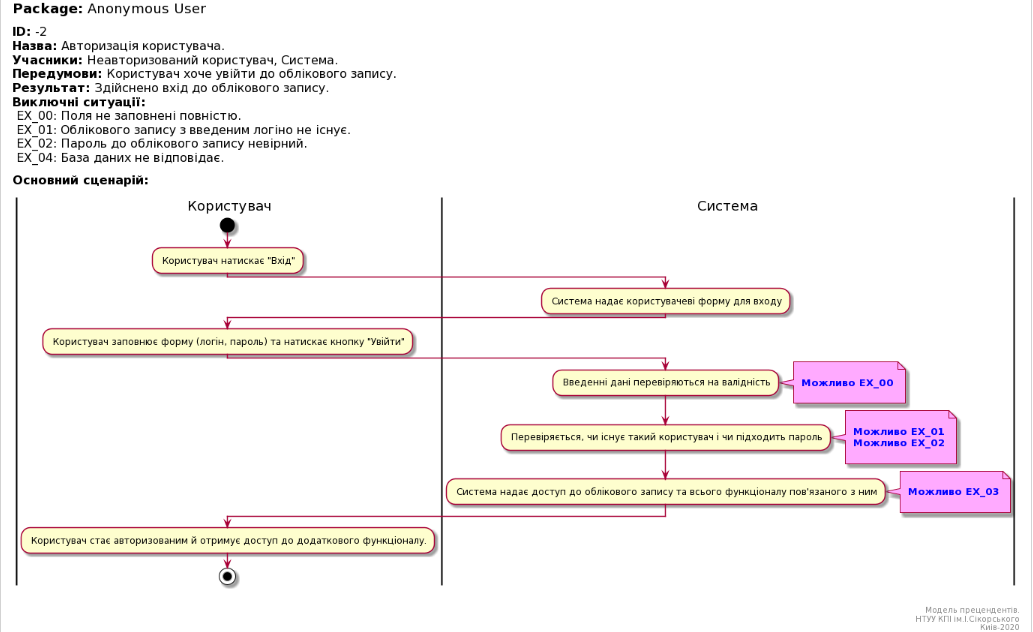 Package: Anonymous User
ID: -2
Назва: Авторизація користувача.
Учасники: Неавторизований користувач, Система.
Передумови: Користувач хоче увійти до облікового запису.
Результат: Здійснено вхід до облікового запису.
Виключні ситуації:
EX_00: Поля не заповнені повністю.
EX_01: Облікового запису з введеним логіно не існує.
EX_02: Пароль до облікового запису невірний.
EX_04: База даних не відповідає.
Основний сценарій:
Користувач
Система
Користувач натискає "Вхід"
Система надає користувачеві форму для входу
Користувач заповнює форму (логін, пароль) та натискає кнопку "Увійти"
Введенні дані перевіряються на валідність
Можливо EX_00
Перевіряється, чи існує такий користувач і чи підходить пароль
Можливо EX_01
Можливо EX_02
Система надає доступ до облікового запису та всього функціоналу пов'язаного з ним
Можливо EX_03
Користувач стає авторизованим й отримує доступ до додаткового функціоналу.
Модель прецендентів.
НТУУ КПІ ім.І.Сікорського
Київ-2020